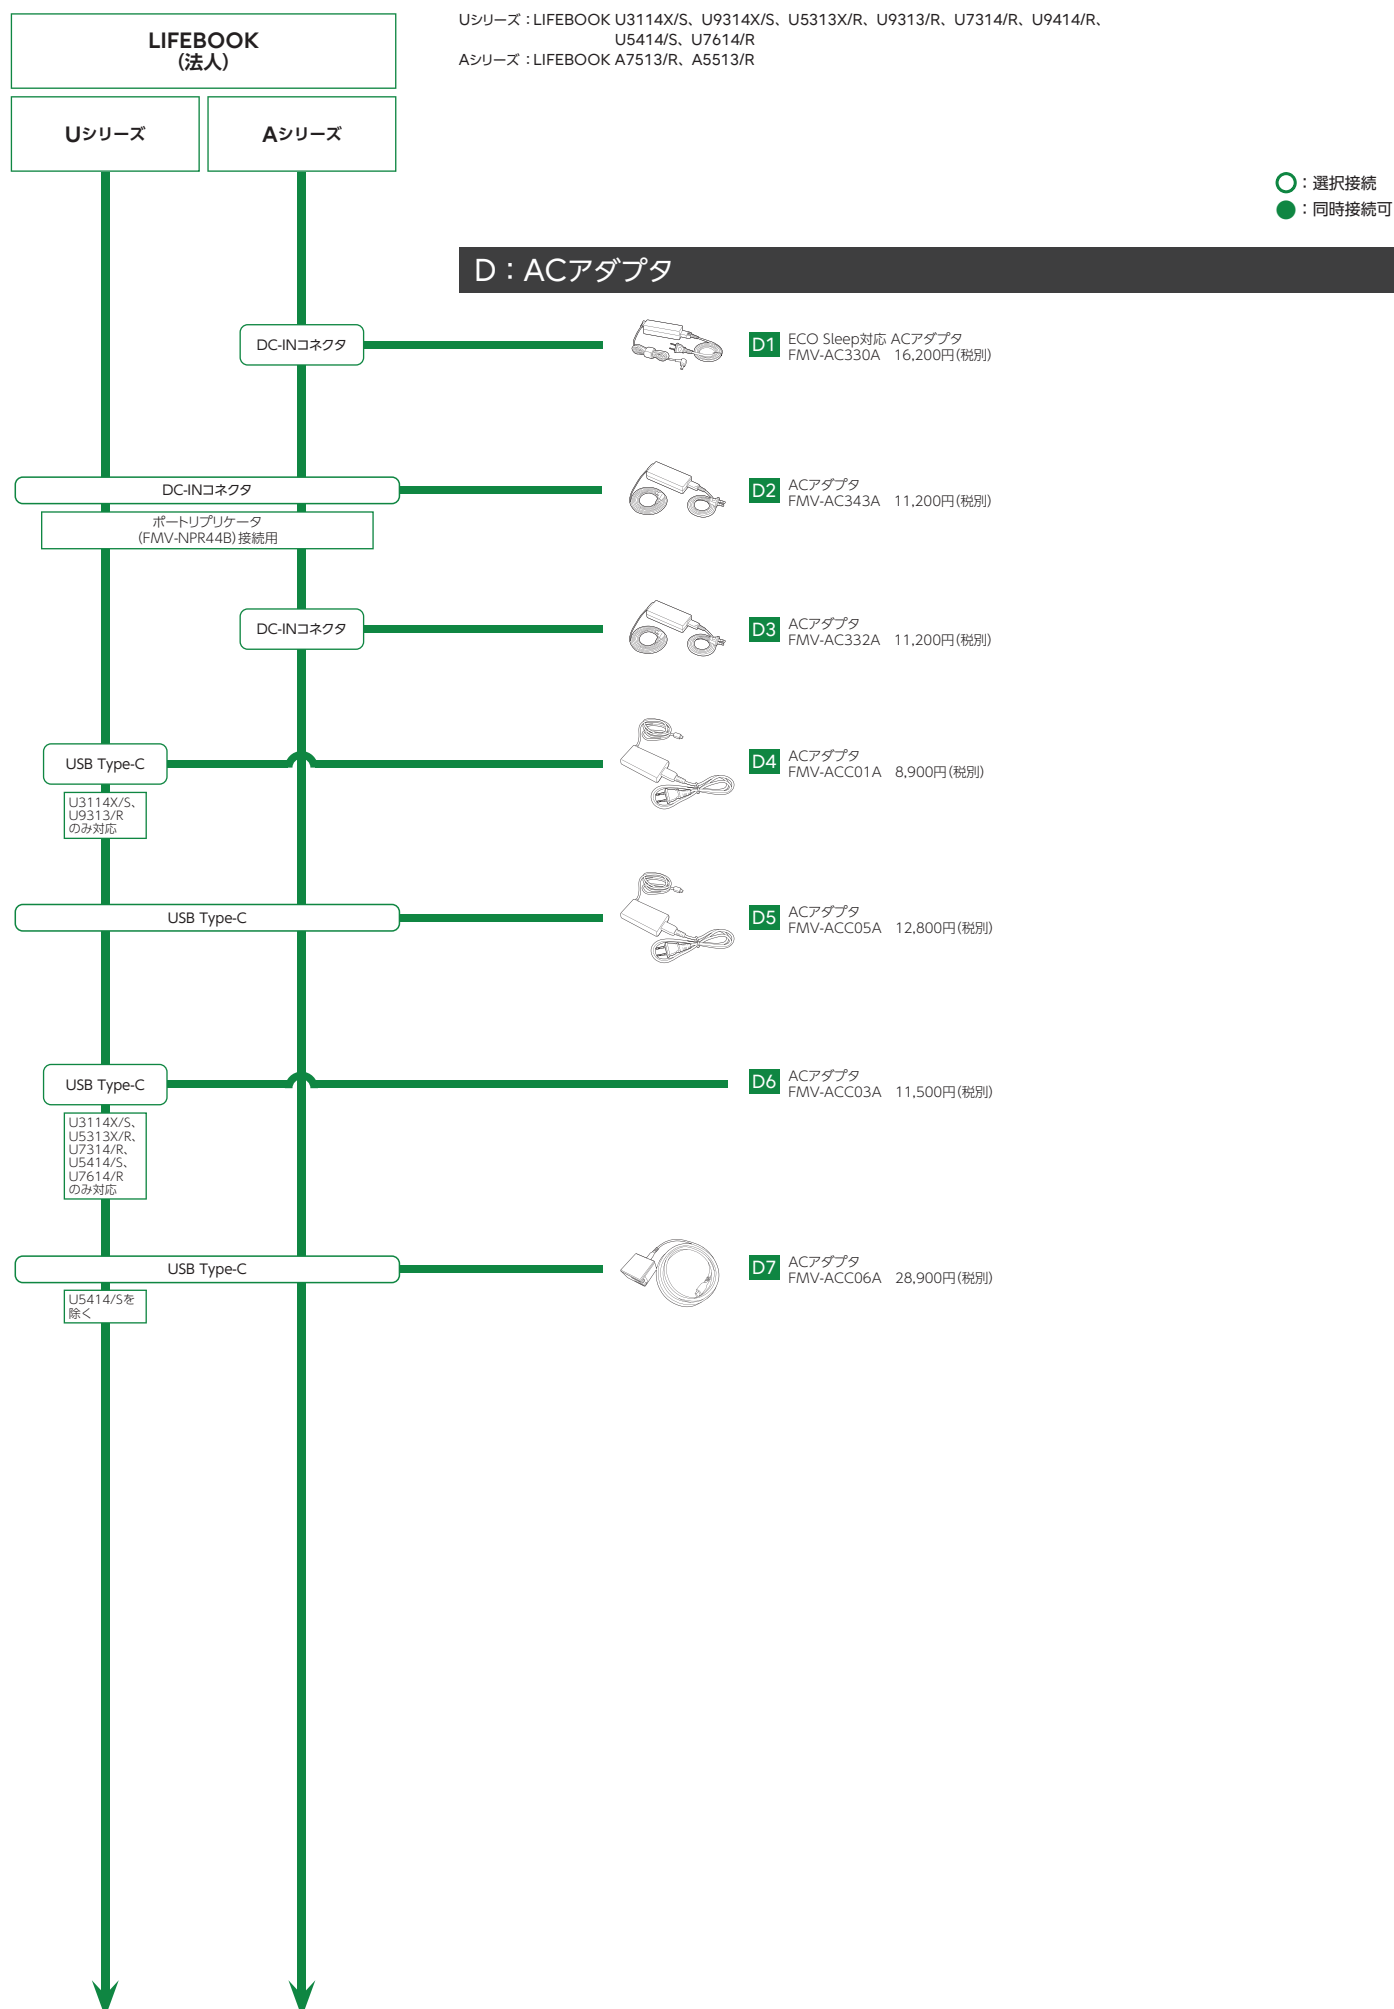 LIFEBOOK
（法人）
Uシリーズ：LIFEBOOK U3114X/S、U9314X/S、U5313X/R、U9313/R、U7314/R、U9414/R、
U5414/S、U7614/R
Aシリーズ：LIFEBOOK A7513/R、A5513/R
Uシリーズ
Aシリーズ
：選択接続
：同時接続可
D：ACアダプタ
DC-INコネクタ
D1 ECO Sleep対応 ACアダプタ
FMV-AC330A 16,200円（税別）
DC-INコネクタ
ポートリプリケータ
（FMV-NPR44B）接続用
D2 ACアダプタ
FMV-AC343A 11,200円（税別）
DC-INコネクタ
D3 ACアダプタ
FMV-AC332A 11,200円（税別）
USB Type-C
U3114X/S、
U9313/R
のみ対応
D4 ACアダプタ
FMV-ACC01A 8,900円（税別）
USB Type-C
D5 ACアダプタ
FMV-ACC05A 12,800円（税別）
USB Type-C
U3114X/S、
U5313X/R、
U7314/R、
U5414/S、
U7614/R
のみ対応
D6 ACアダプタ
FMV-ACC03A 11,500円（税別）
USB Type-C
U5414/Sを
除く
D7 ACアダプタ
FMV-ACC06A 28,900円（税別）